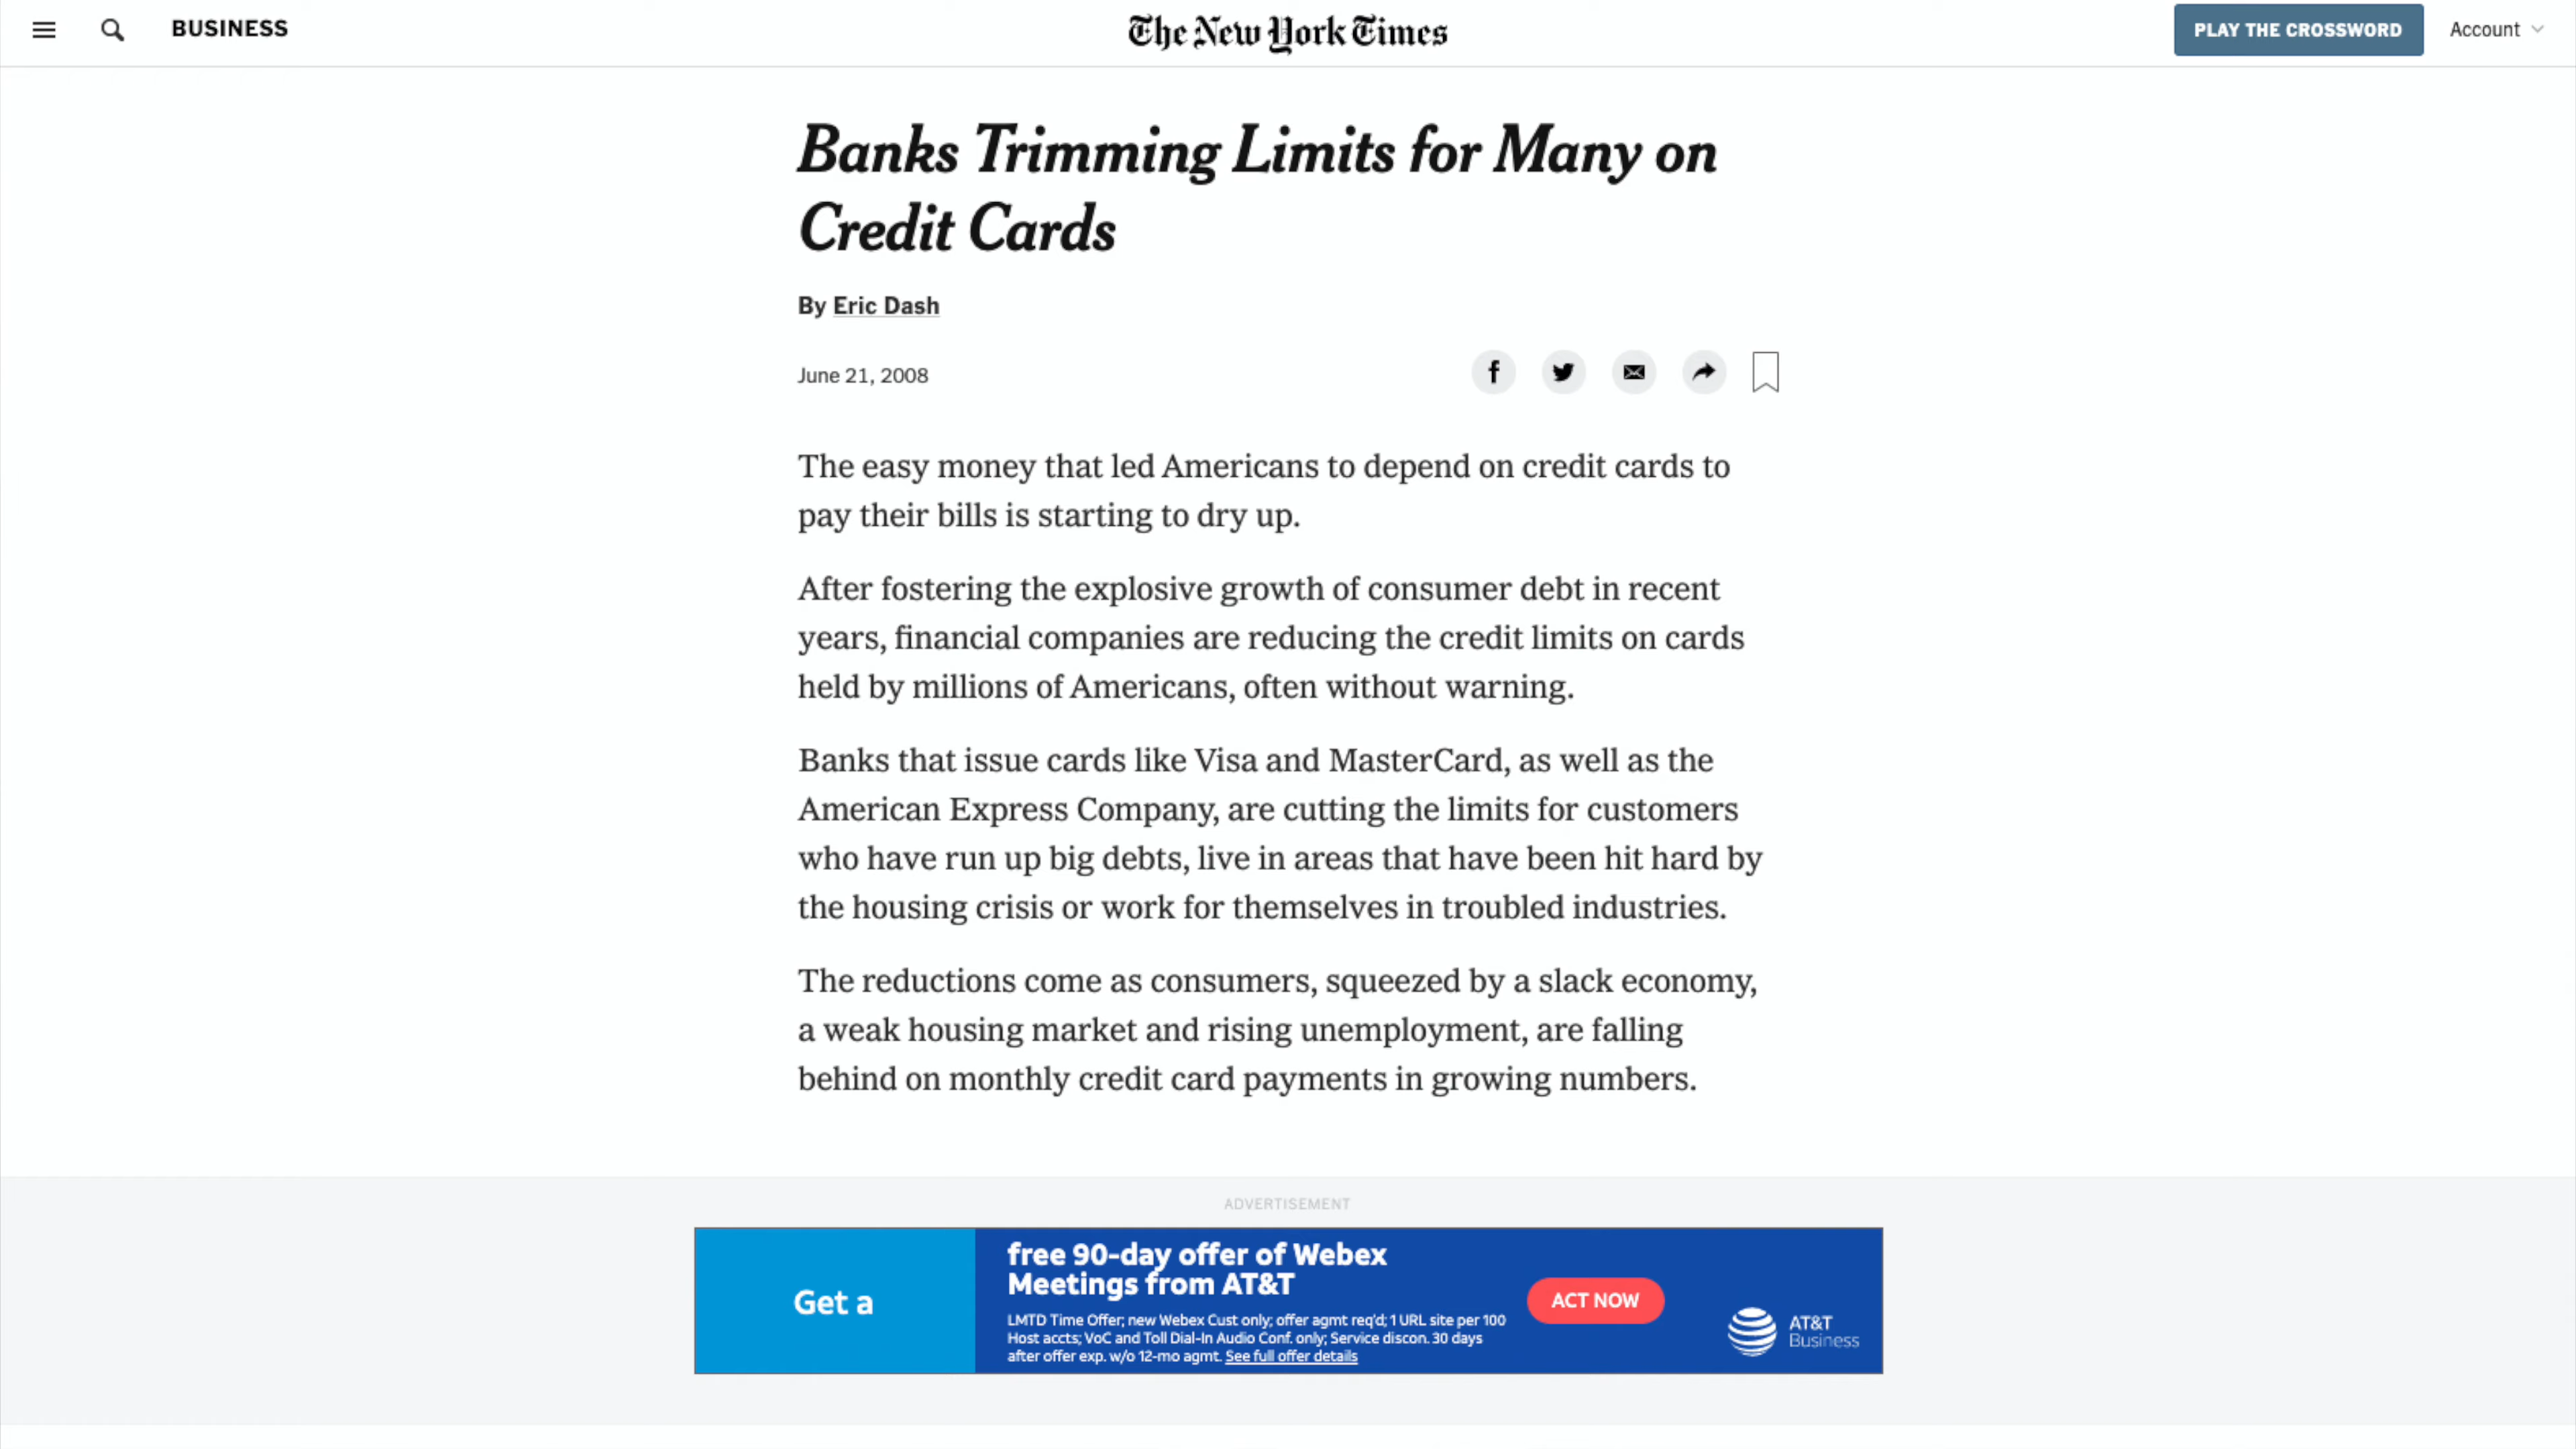 BUSINESS
The New York Times
PLAY THE CROSSWORD
Account
Banks Trimming Limits for Many on
Credit Cards
By Eric Dash
June 21, 2008
The easy money that led Americans to depend on credit cards to
pay their bills is starting to dry up.
After fostering the explosive growth of consumer debt in recent
years, financial companies are reducing the credit limits on cards
held by millions of Americans, often without warning.
Banks that issue cards like Visa and MasterCard, as well as the
American Express Company, are cutting the limits for customers
who have run up big debts, live in areas that have been hit hard by
the housing crisis or work for themselves in troubled industries.
The reductions come as consumers, squeezed by a slack economy,
a weak housing market and rising unemployment, are falling
behind on monthly credit card payments in growing numbers.
ADVERTISEMENT
Get a
free 90-day offer of Webex
Meetings from AT&T
LMTD Time Offer; new Webex Cust only; offer agmt req'd; 1 URL site per 100
Host accts; VoC and Toll Dial-In Audio Conf. only; Service discon. 30 days
after offer exp. w/o 12-mo agmt. See full offer details
ACT NOW
AT&T
Business